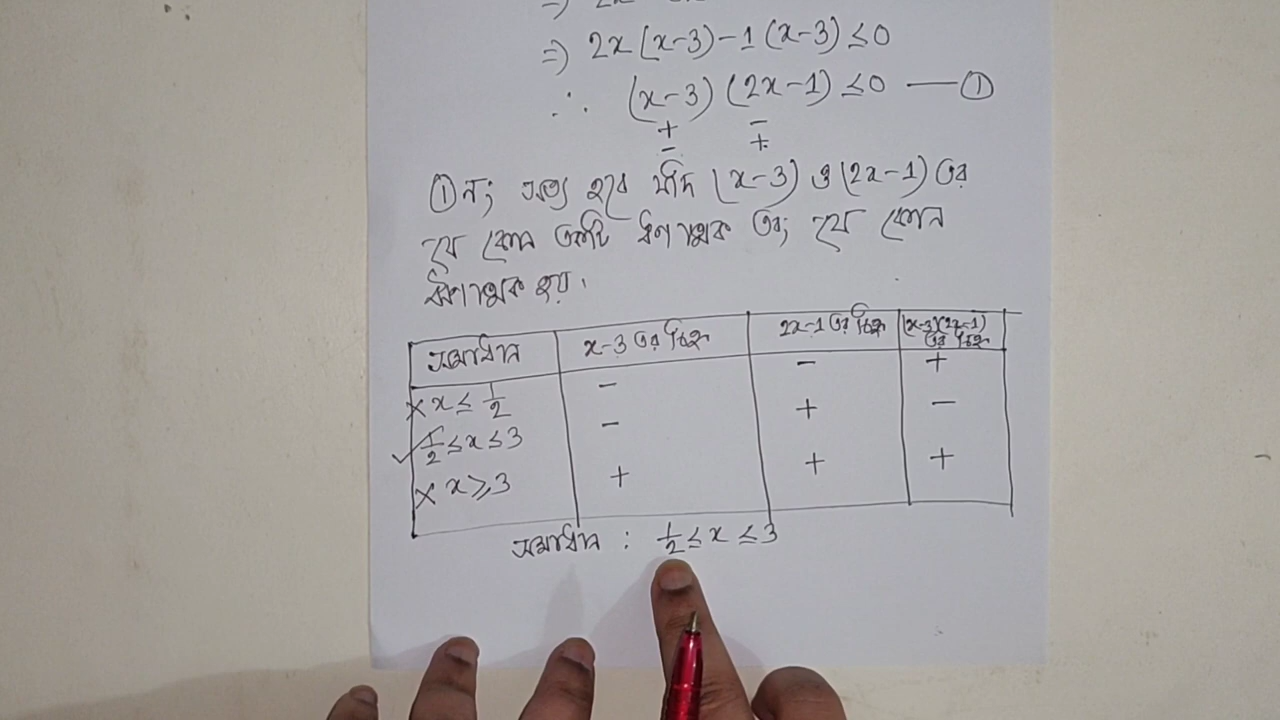 ⇒ 2x(x-3)-1(x-3) ≤0
∴ (x-3) (2x-1) ≤0 — ①
+ -
- +
①নং সত্য হবে যদি (x-3) ও (2x-1) এর
যে কোন একটি ধণাত্মক এবং যে কোন
ঋণাত্মক হয়।
সমাধান x-3 এর চিহ্ন 2x-1 এর চিহ্ন (x-3)(2x-1) এর চিহ্ন
× x ≤ 1/2 - - +
✓ 1/2 ≤ x ≤ 3 - + -
× x ≥ 3 + + +
সমাধান : 1/2 ≤ x ≤ 3